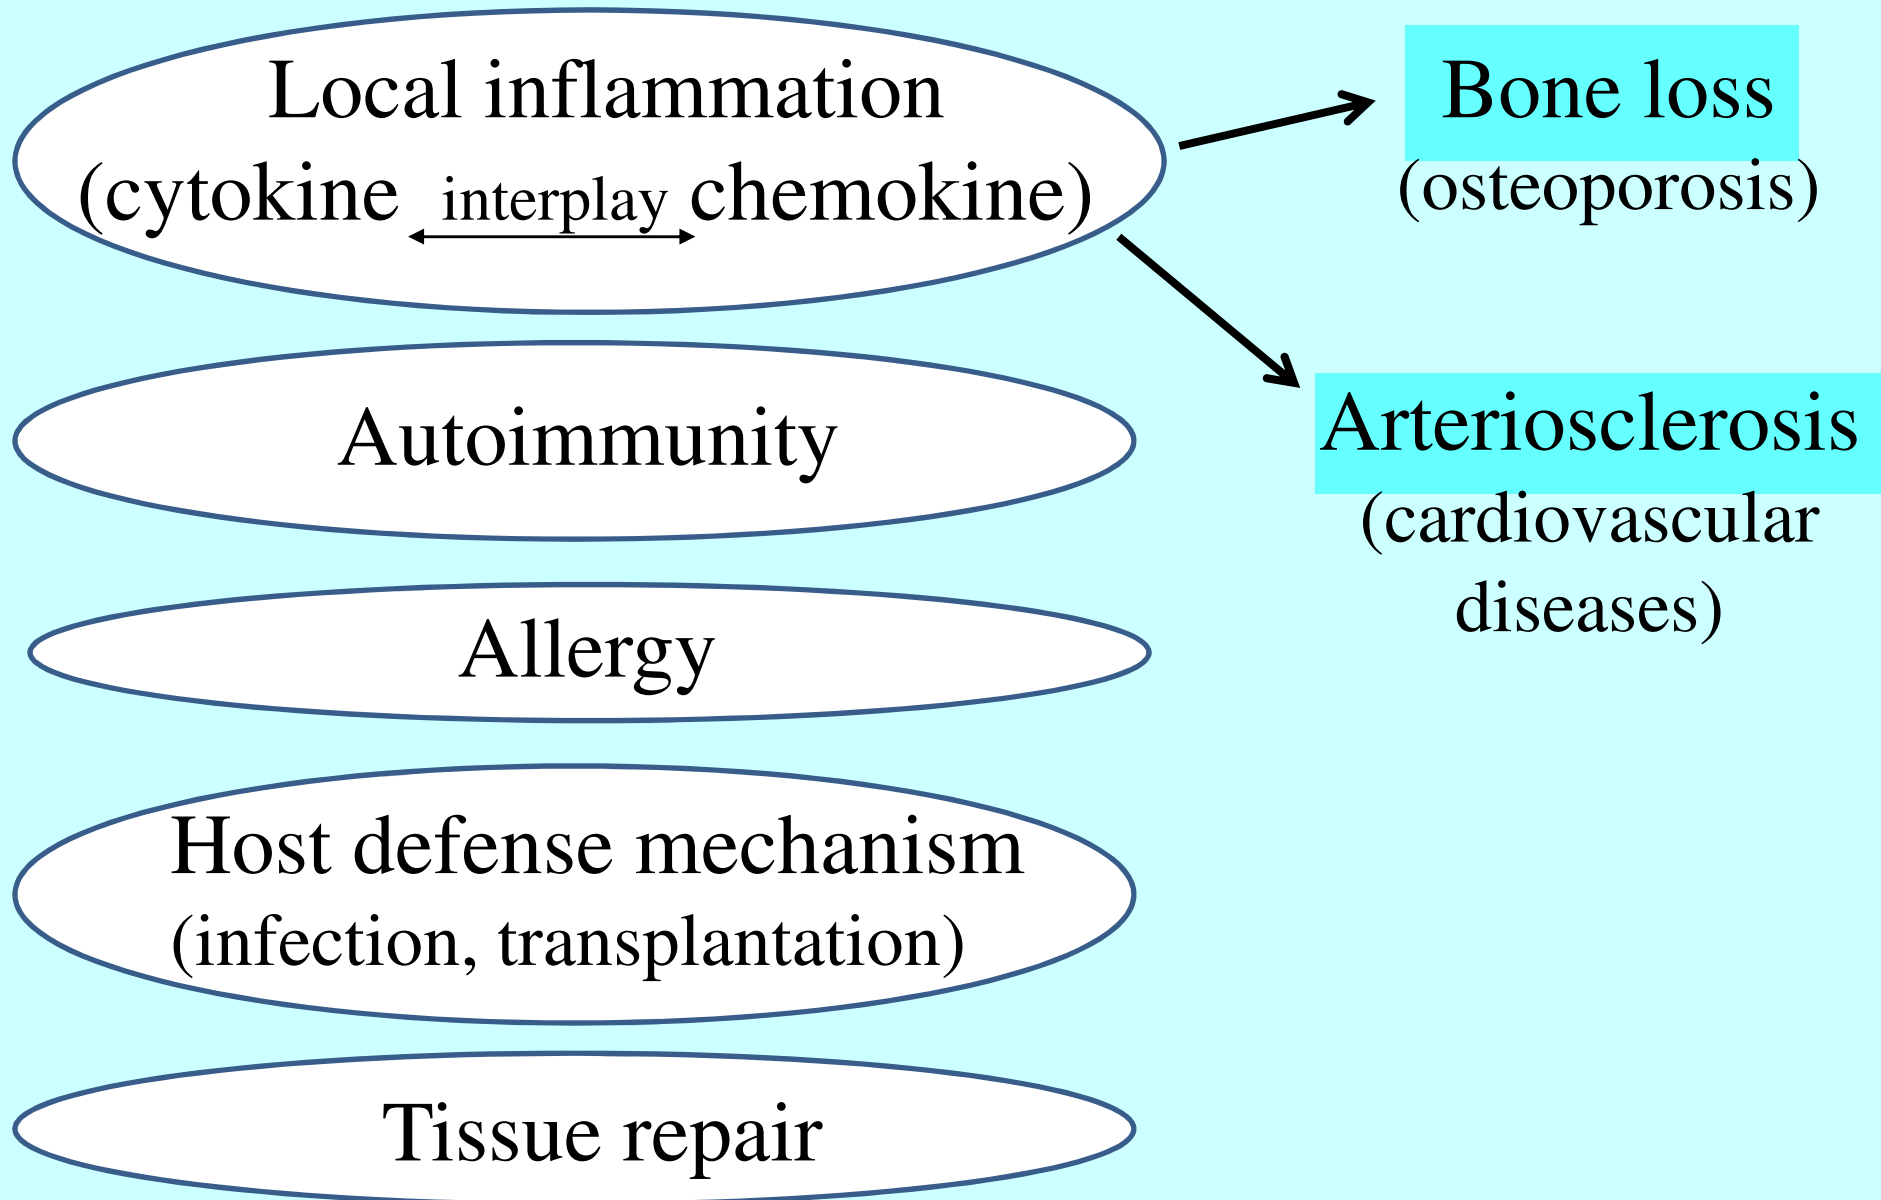 Local inflammation
(cytokine interplay chemokine)
Bone loss
(osteoporosis)
Autoimmunity
Arteriosclerosis
(cardiovascular
diseases)
Allergy
Host defense mechanism
(infection, transplantation)
Tissue repair